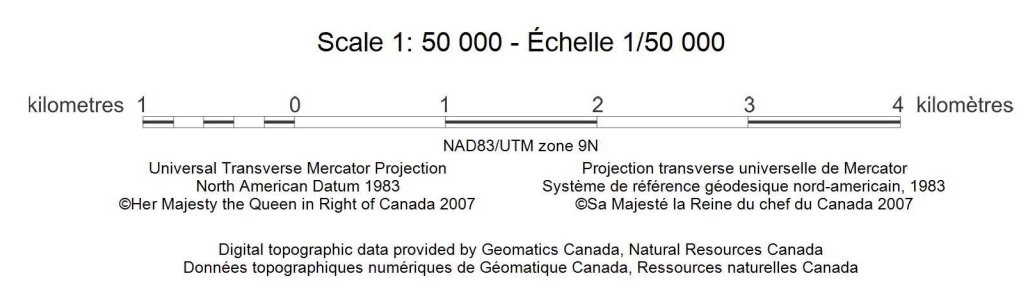 Scale 1: 50 000 - Échelle 1/50 000
kilometres 1 0 1 2 3 4 kilomètres
NAD83/UTM zone 9N
Universal Transverse Mercator Projection
North American Datum 1983
©Her Majesty the Queen in Right of Canada 2007
Projection transverse universelle de Mercator
Système de référence géodesique nord-americain, 1983
©Sa Majesté la Reine du chef du Canada 2007
Digital topographic data provided by Geomatics Canada, Natural Resources Canada
Données topographiques numériques de Géomatique Canada, Ressources naturelles Canada